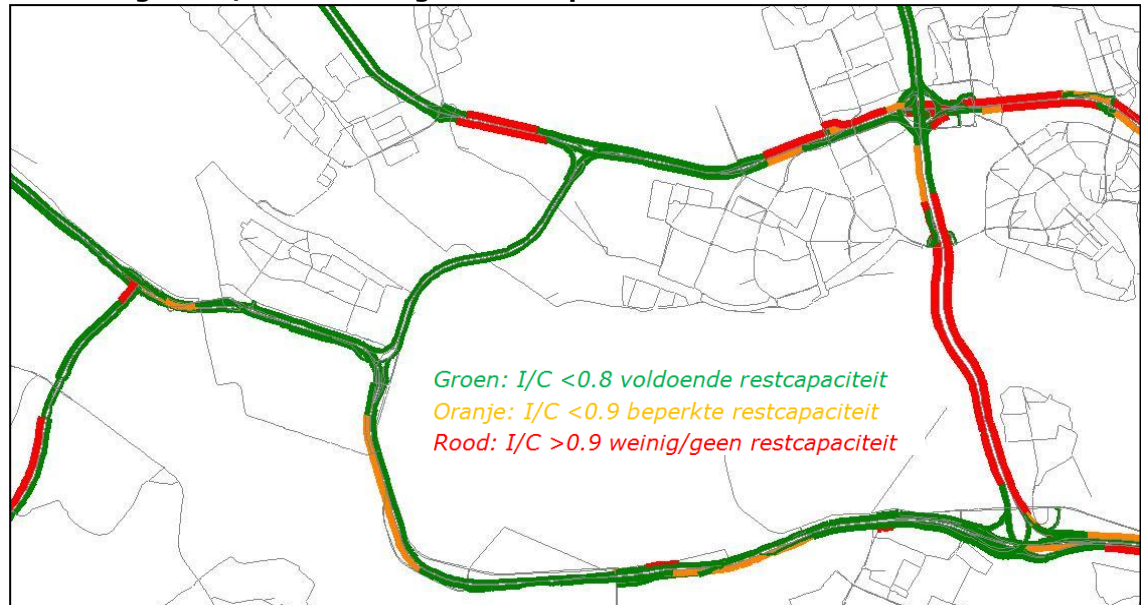 Groen: I/C <0.8 voldoende restcapaciteit
Oranje: I/C <0.9 beperkte restcapaciteit
Rood: I/C >0.9 weinig/geen restcapaciteit